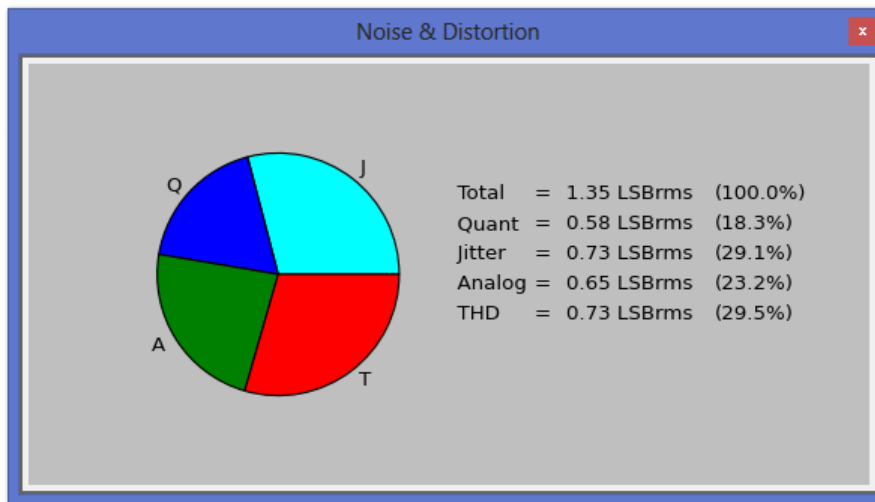 Noise & Distortion
x
J
Q
A
T
Total = 1.35 LSBrms (100.0%)
Quant = 0.58 LSBrms (18.3%)
Jitter = 0.73 LSBrms (29.1%)
Analog = 0.65 LSBrms (23.2%)
THD = 0.73 LSBrms (29.5%)